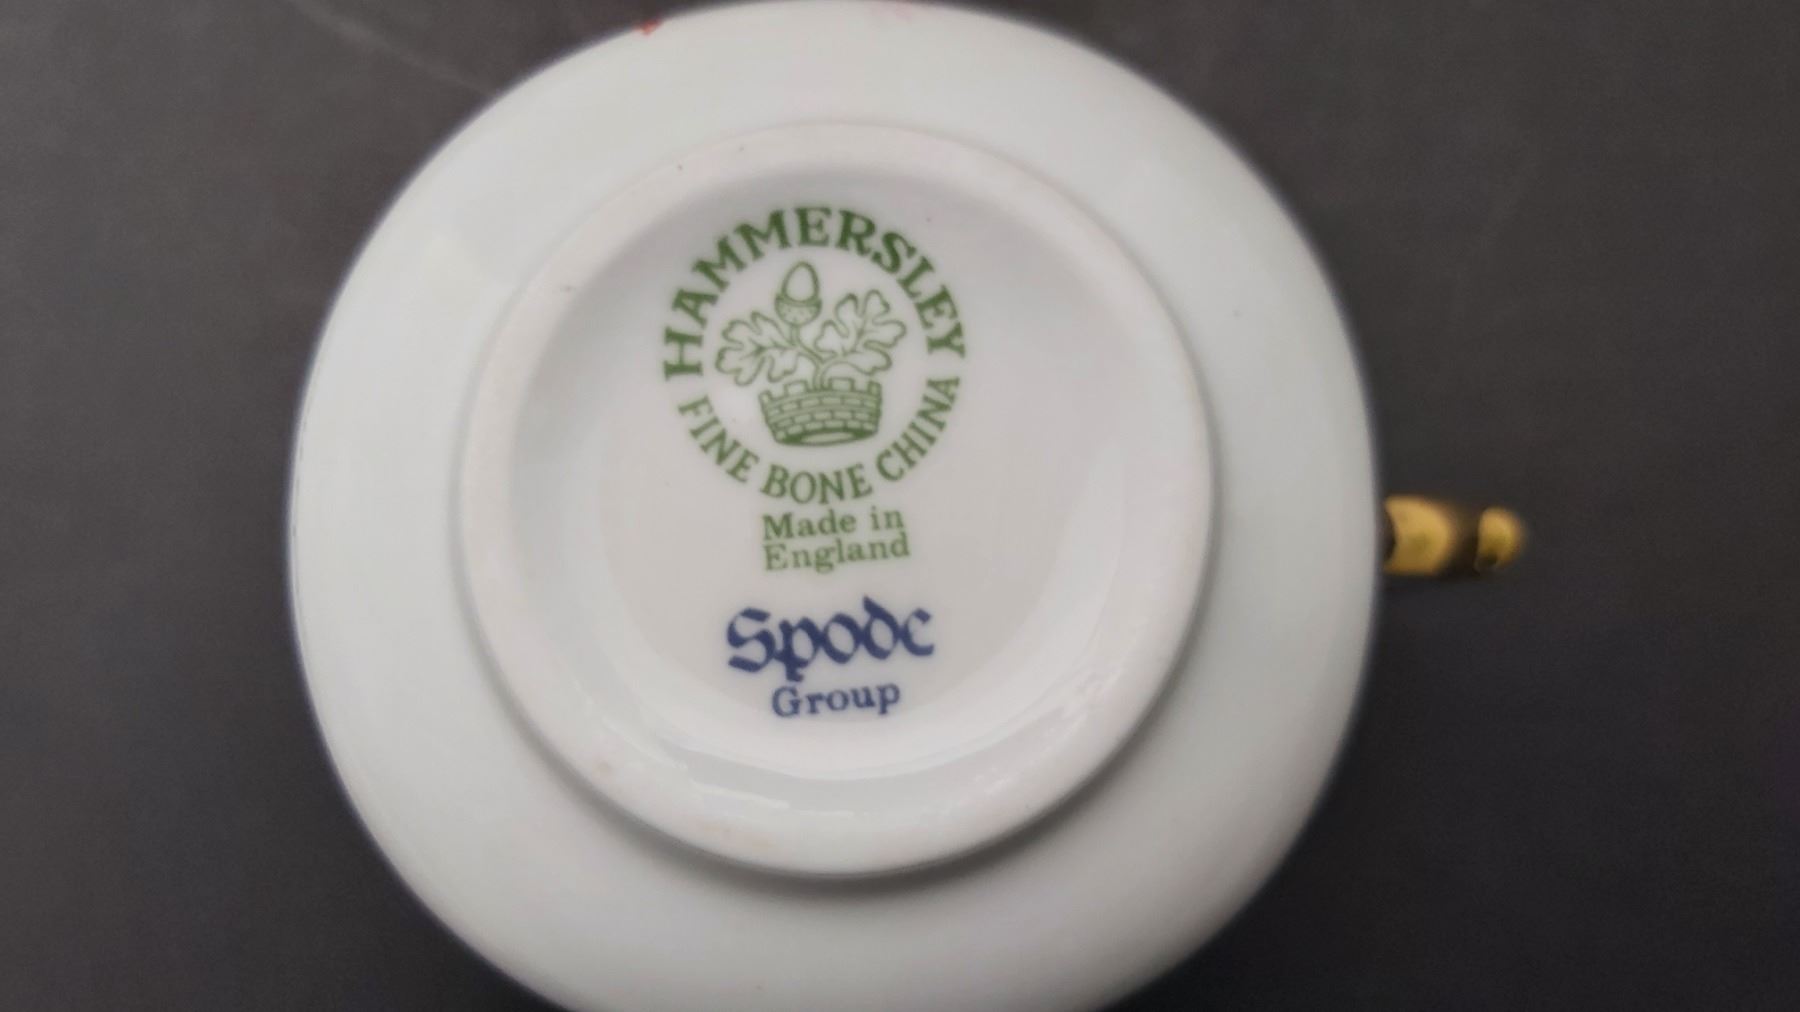 HAMMERSLEY
FINE BONE CHINA
Made in
England
Spode
Group